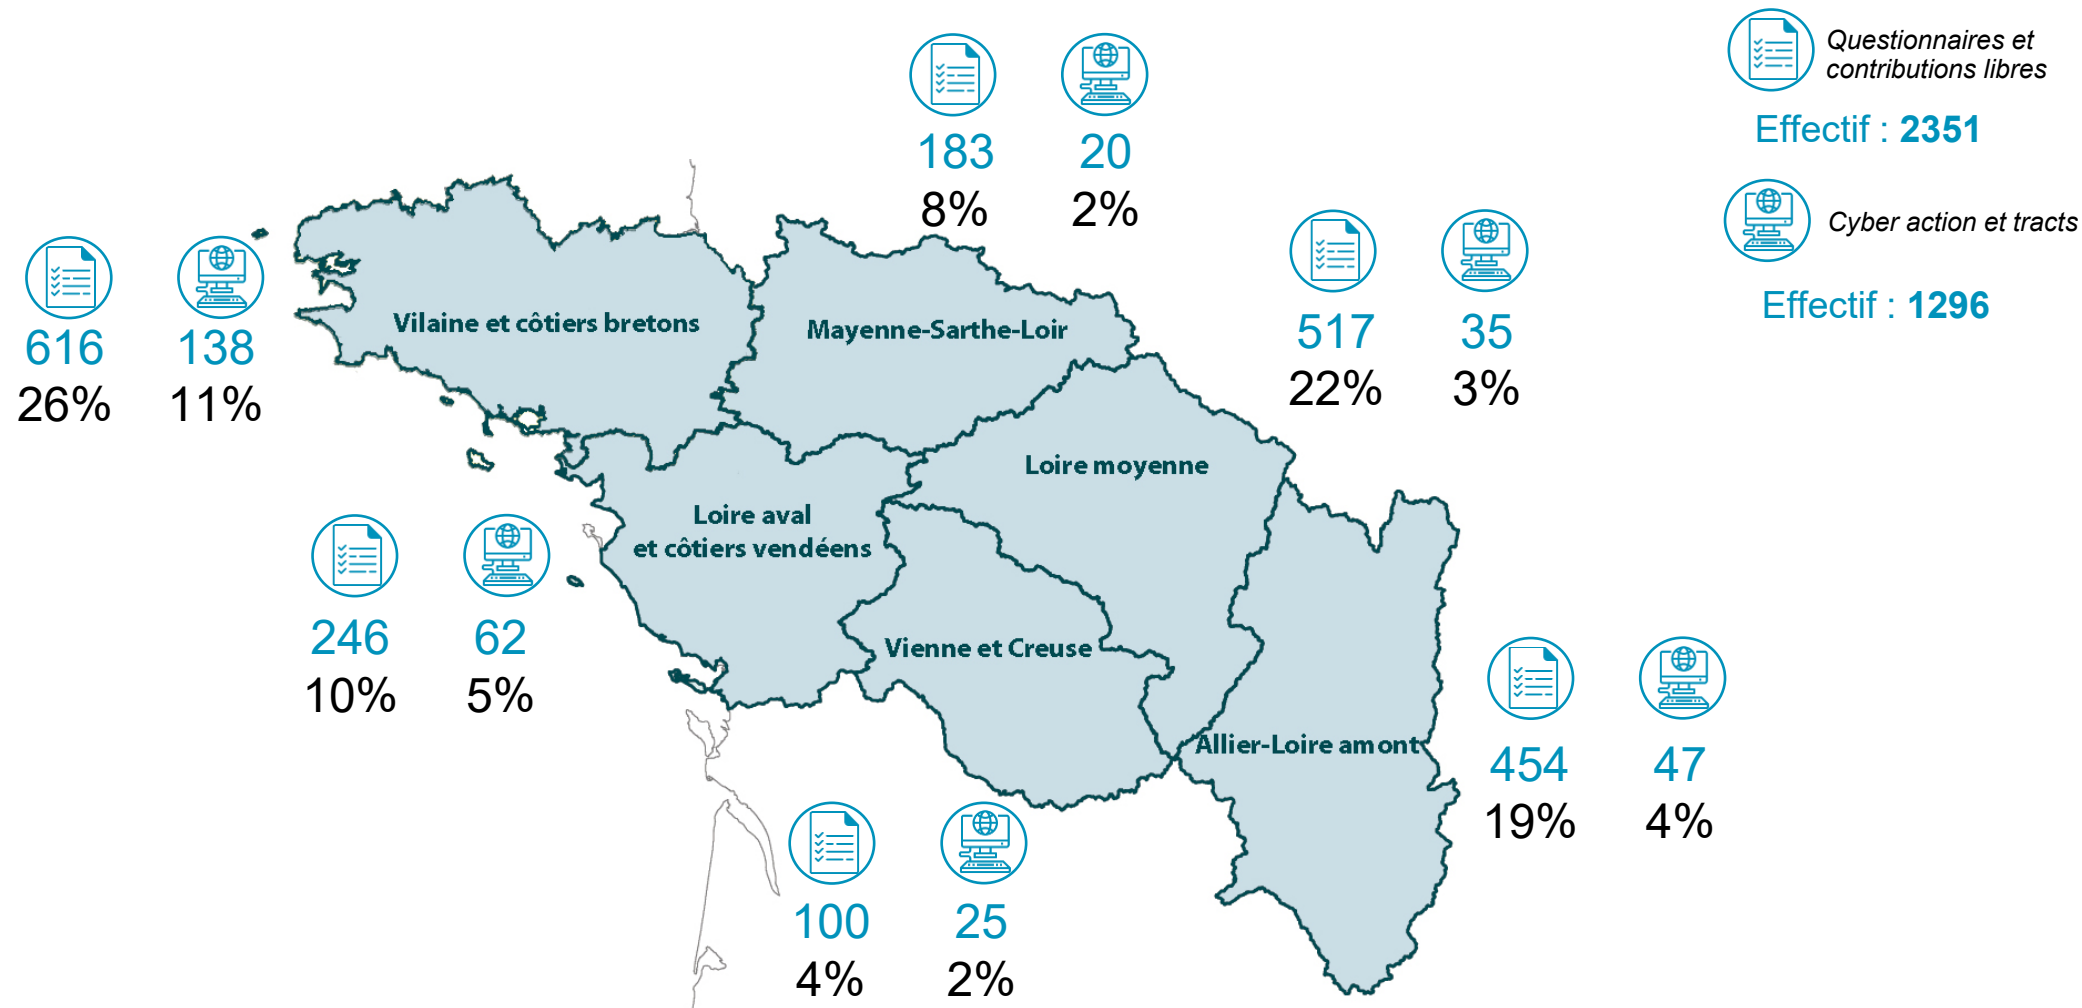 Questionnaires et
contributions libres
Effectif : 2351
Cyber action et tracts
Effectif : 1296
183 20
8% 2%
616 138
26% 11%
517 35
22% 3%
Vilaine et côtiers bretons
Mayenne-Sarthe-Loir
Loire moyenne
Loire aval
et côtiers vendéens
246 62
10% 5%
Vienne et Creuse
Allier-Loire amont
454 47
19% 4%
100 25
4% 2%